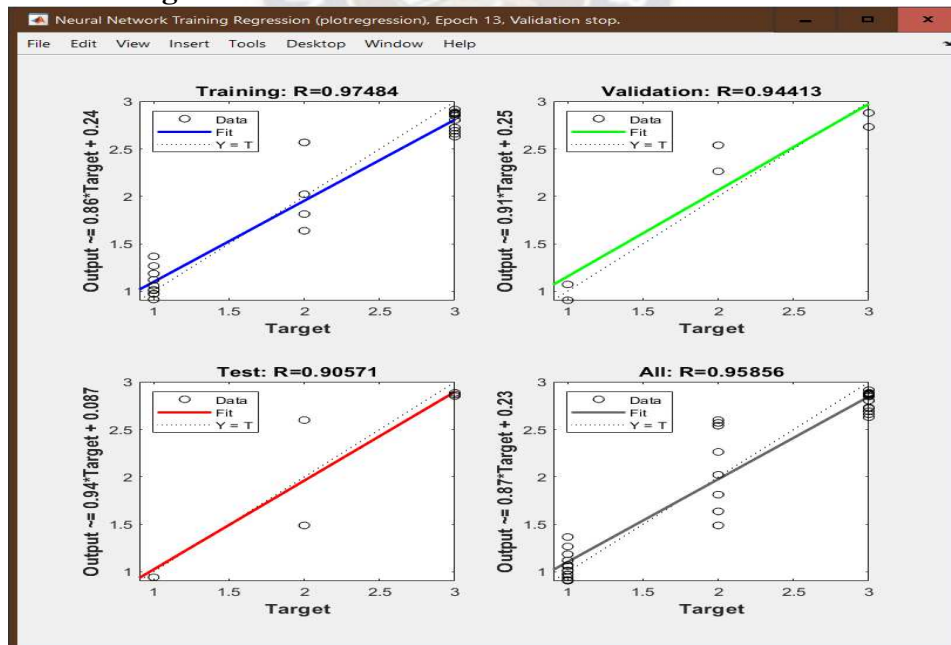 Neural Network Training Regression (plotregression), Epoch 13, Validation stop.
File Edit View Insert Tools Desktop Window Help
Training: R=0.97484
Output ~= 0.86*Target + 0.24
3
2.5
2
1.5
1
Data
Fit
Y = T
1 1.5 2 2.5 3
Target
Validation: R=0.94413
Output ~= 0.91*Target + 0.25
3
2.5
2
1.5
1
Data
Fit
Y = T
1 1.5 2 2.5 3
Target
Test: R=0.90571
Output ~= 0.94*Target + 0.087
3
2.5
2
1.5
1
Data
Fit
Y = T
1 1.5 2 2.5 3
Target
All: R=0.95856
Output ~= 0.87*Target + 0.23
3
2.5
2
1.5
1
Data
Fit
Y = T
1 1.5 2 2.5 3
Target